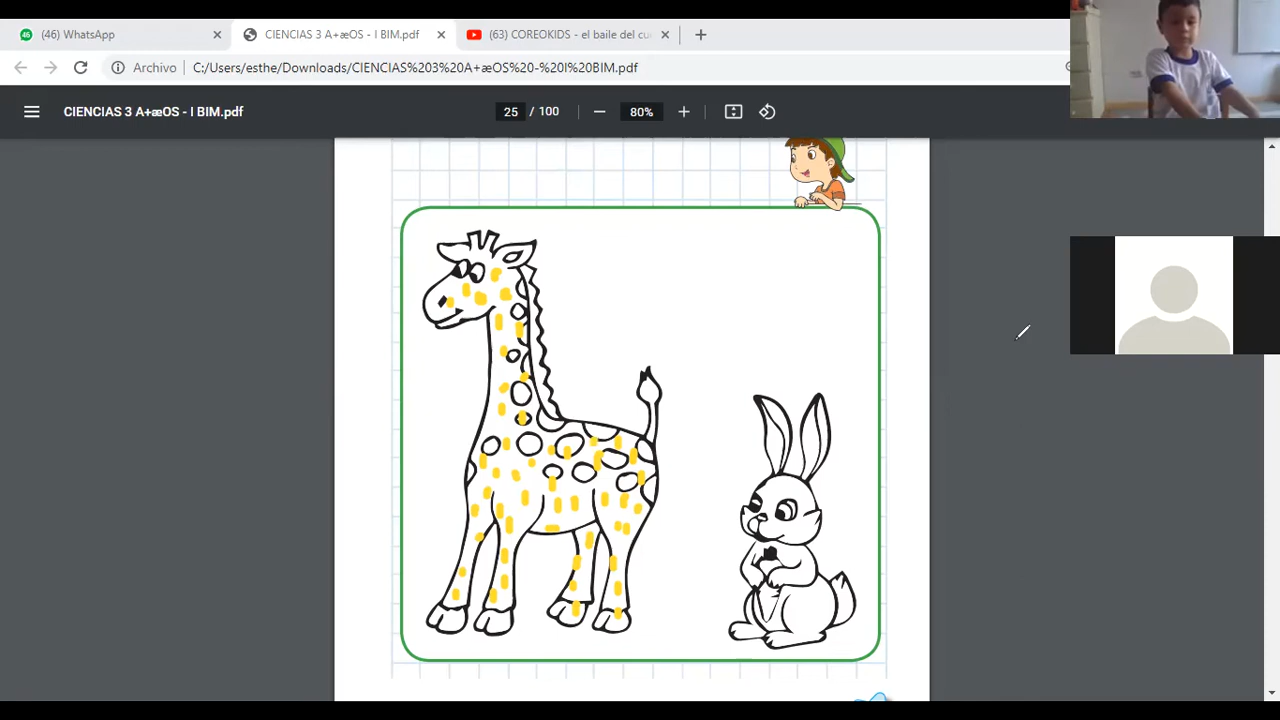 (46) WhatsApp
CIENCIAS 3 A+æOS - I BIM.pdf
(63) COREOKIDS - el baile del cu
Archivo
C:/Users/esthe/Downloads/CIENCIAS%203%20A+æOS%20-%20I%20BIM.pdf
CIENCIAS 3 A+æOS - I BIM.pdf
25 / 100
80%